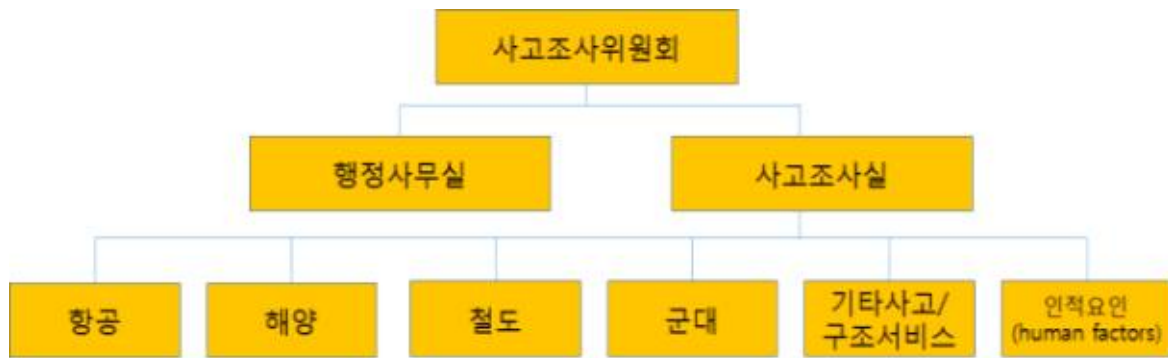 사고조사위원회
행정사무실
사고조사실
항공
해양
철도
군대
기타사고/
구조서비스
인적요인
(human factors)